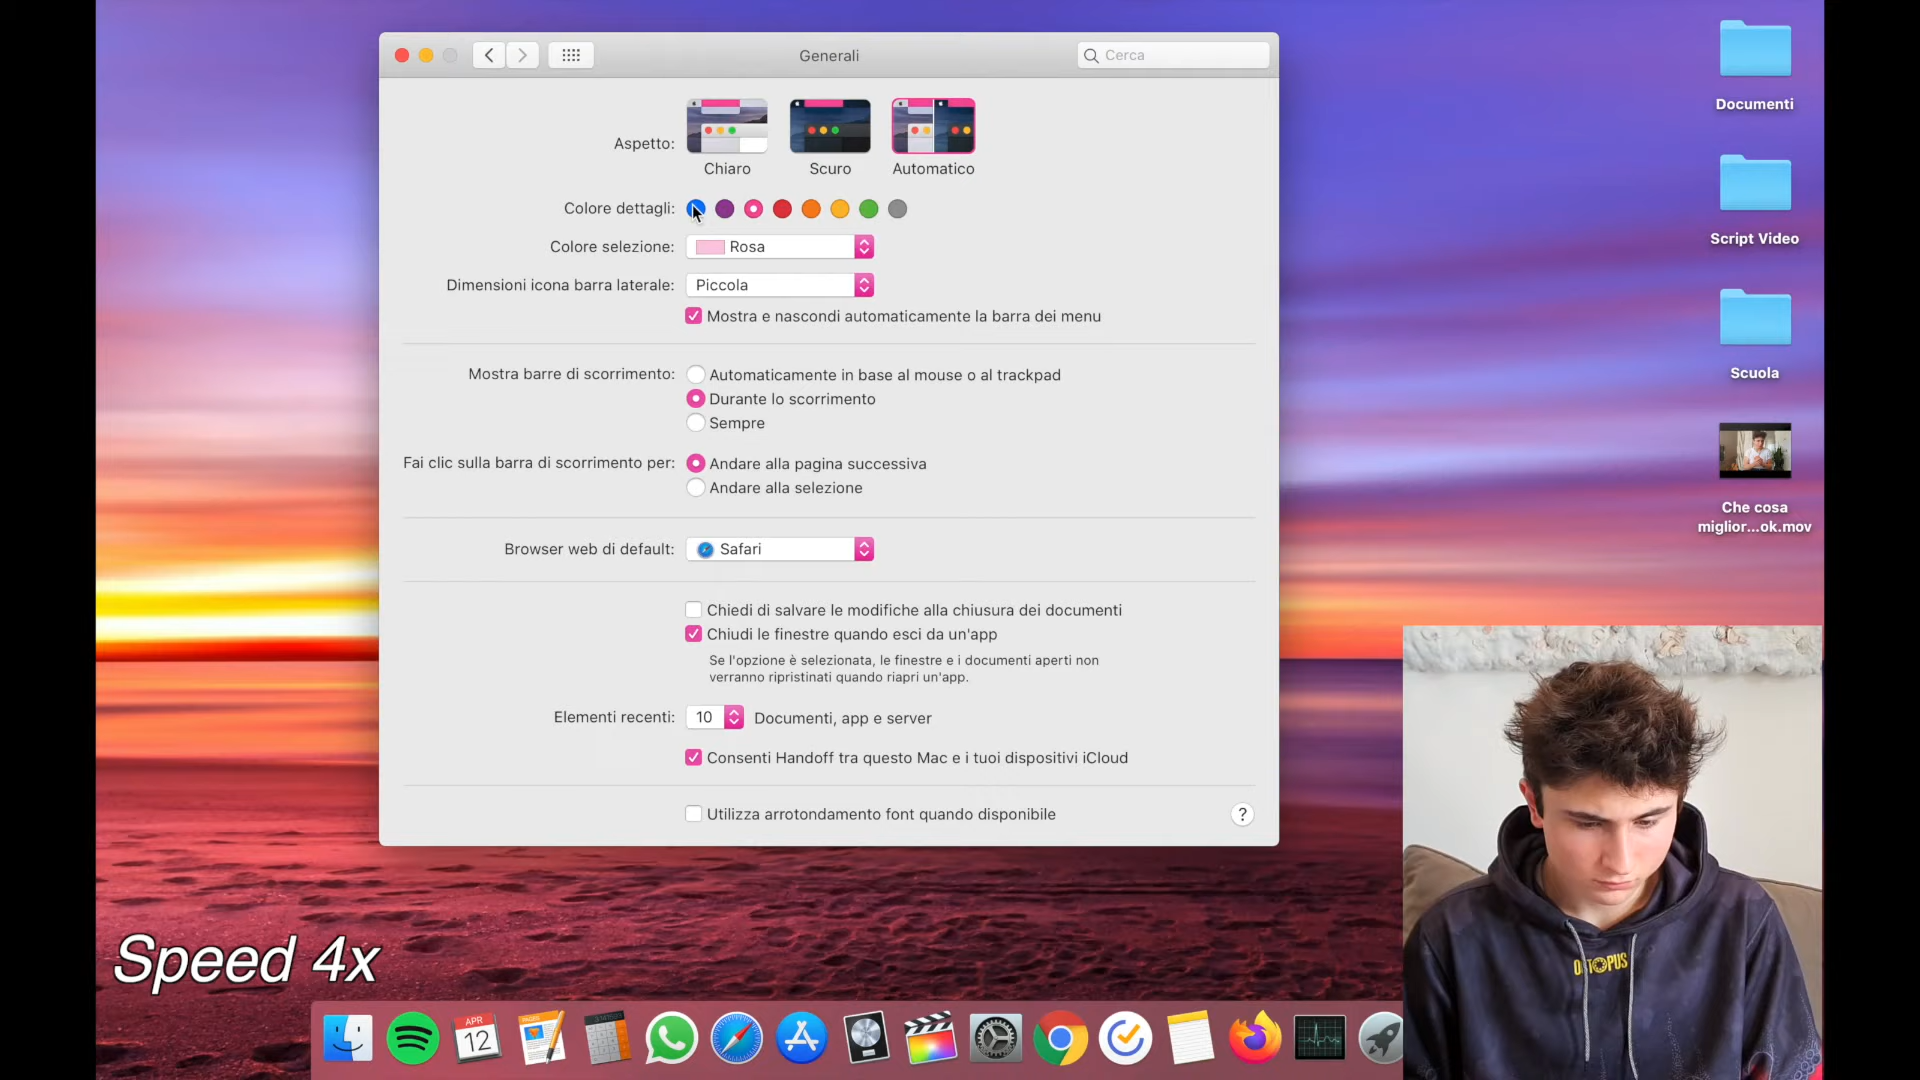 Generali
Cerca
Aspetto:
Chiaro
Scuro
Automatico
Colore dettagli:
Colore selezione:
Rosa
Dimensioni icona barra laterale:
Piccola
Mostra e nascondi automaticamente la barra dei menu
Mostra barre di scorrimento:
Automaticamente in base al mouse o al trackpad
Durante lo scorrimento
Sempre
Fai clic sulla barra di scorrimento per:
Andare alla pagina successiva
Andare alla selezione
Browser web di default:
Safari
Chiedi di salvare le modifiche alla chiusura dei documenti
Chiudi le finestre quando esci da un'app
Se l'opzione è selezionata, le finestre e i documenti aperti non
verranno ripristinati quando riapri un'app.
Elementi recenti:
10
Documenti, app e server
Consenti Handoff tra questo Mac e i tuoi dispositivi iCloud
Utilizza arrotondamento font quando disponibile
?
Documenti
Script Video
Scuola
Che cosa
miglior...ok.mov
Speed 4x
OCTOPUS
APR
12
PAGES